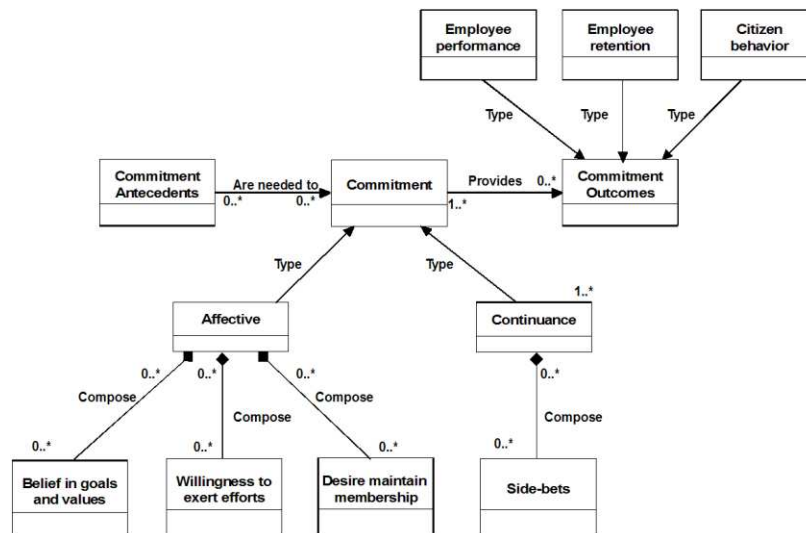 Employee
performance
Employee
retention
Citizen
behavior
Type
Type
Type
Commitment
Antecedents
Are needed to
0..*
0..*
Commitment
Provides
1..*
0..*
Commitment
Outcomes
Type
Type
Affective
1..*
Continuance
0..*
0..*
0..*
0..*
Compose
Compose
Compose
Compose
0..*
0..*
0..*
0..*
Belief in goals
and values
Willingness to
exert efforts
Desire maintain
membership
Side-bets